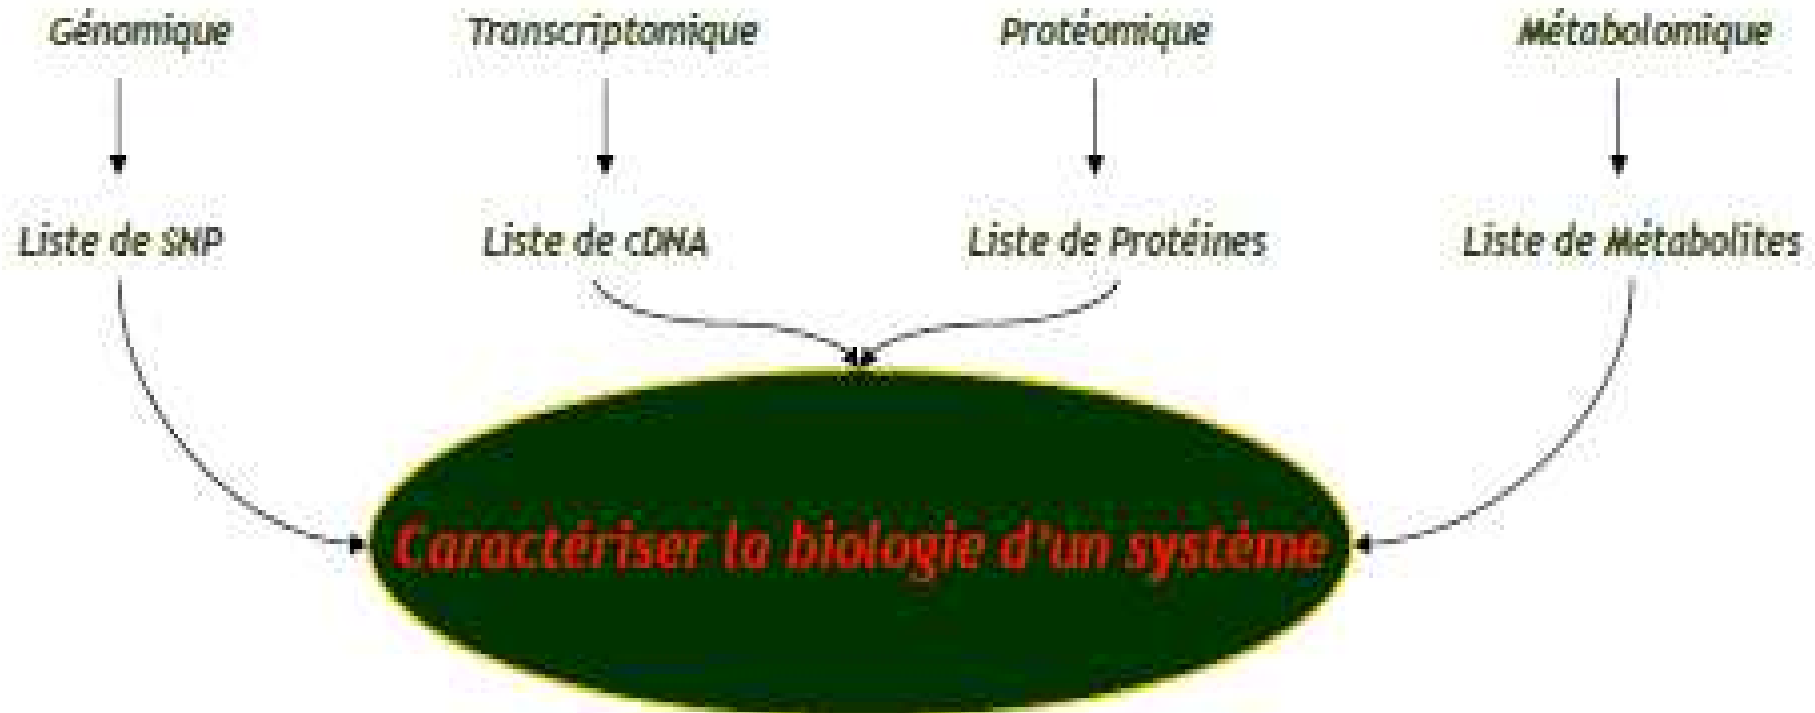 Génomique Transcriptomique Protéomique Métabolomique
Liste de SNP Liste de cDNA Liste de Protéines Liste de Métabolites
Caractériser la biologie d'un système